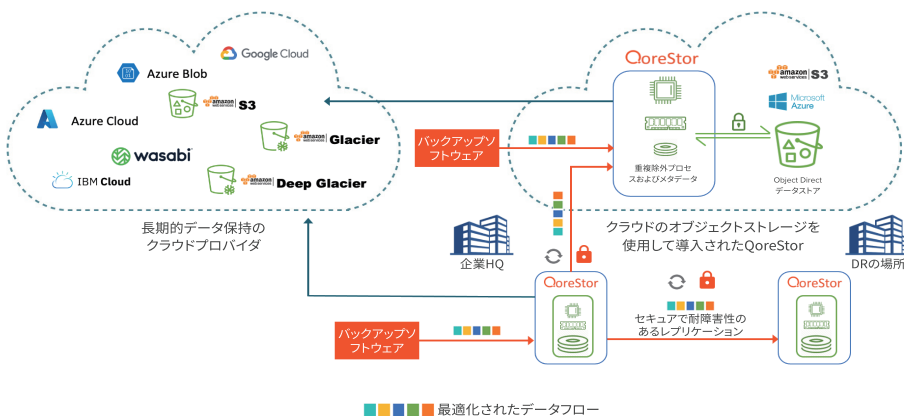 Google Cloud
Azure Blob
amazon webservices S3
Azure Cloud
amazon webservices Glacier
wasabi
IBM Cloud
amazon webservices Deep Glacier
長期的データ保持の
クラウドプロバイダ
QoreStor
バックアップソ
フトウェア
重複除外プロセ
スおよびメタデータ
amazon webservices S3
Microsoft
Azure
Object Direct
データストア
クラウドのオブジェクトストレージを
使用して導入されたQoreStor
企業HQ
DRの場所
QoreStor
バックアップソ
フトウェア
セキュアで耐障害性の
あるレプリケーション
QoreStor
最適化されたデータフロー